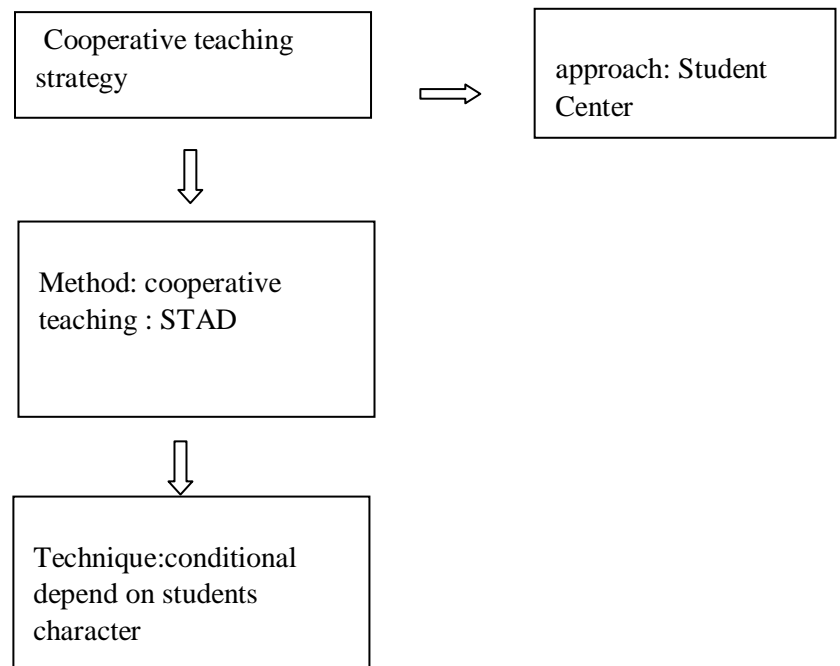 Cooperative teaching
strategy
approach: Student
Center
Method: cooperative
teaching : STAD
Technique:conditional
depend on students
character